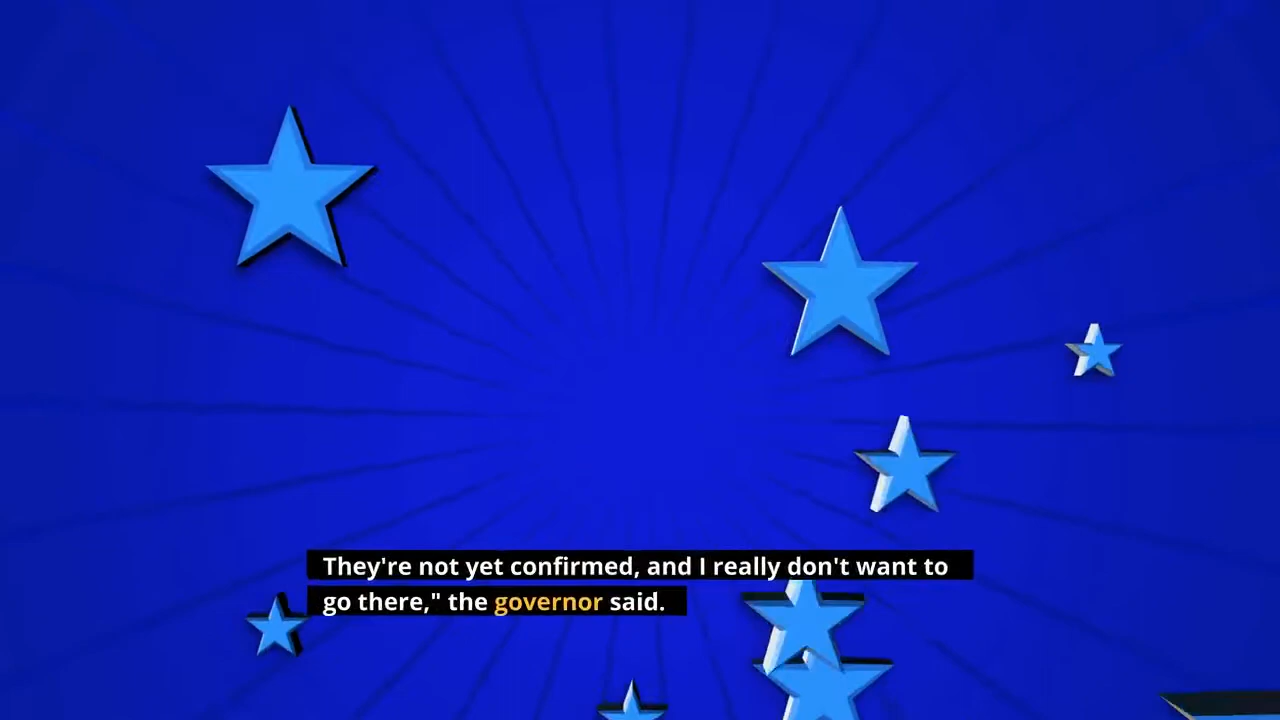 They're not yet confirmed, and I really don't want to
go there," the governor said.